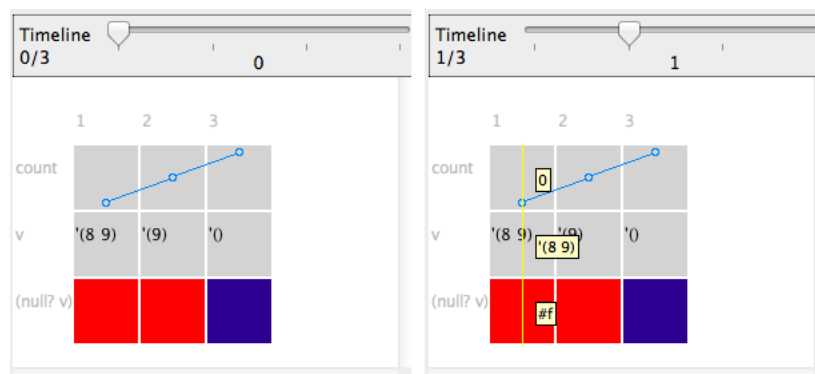 Timeline
0/3
0
1 2 3
count
v '(8 9) '(9) '()
(null? v)
Timeline
1/3
1
1 2 3
count 0
v '(8 9) '(9) '()
'(8 9)
(null? v) #f